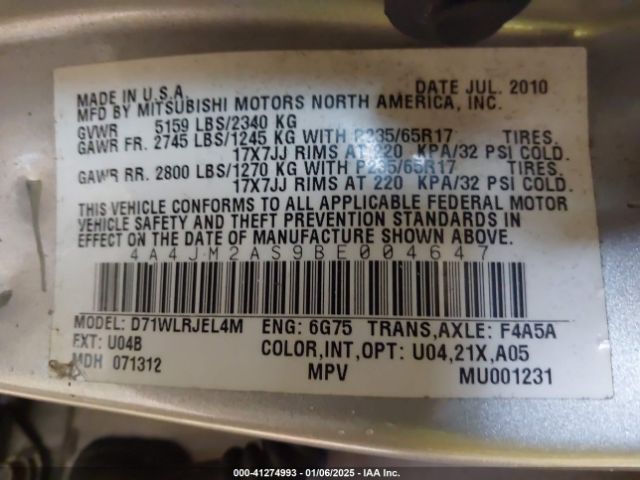 MADE IN U.S.A. DATE JUL. 2010
MFD BY MITSUBISHI MOTORS NORTH AMERICA, INC.
GVWR 5159 LBS/2340 KG
GAWR FR. 2745 LBS/1245 KG WITH P235/65R17 TIRES.
17X7JJ RIMS AT 220 KPA/32 PSI COLD.
GAWR RR. 2800 LBS/1270 KG WITH P235/65R17 TIRES.
17X7JJ RIMS AT 220 KPA/32 PSI COLD.
THIS VEHICLE CONFORMS TO ALL APPLICABLE FEDERAL MOTOR
VEHICLE SAFETY AND THEFT PREVENTION STANDARDS IN
EFFECT ON THE DATE OF MANUFACTURE SHOWN ABOVE.
4A4JM2AS9BE004647
MODEL: D71WLRJEL4M ENG: 6G75 TRANS,AXLE: F4A5A
EXT: U04B COLOR,INT,OPT: U04,21X,A05
MDH 071312 MPV MU001231
000-41274993 | 01/06/2025 | IAA Inc.